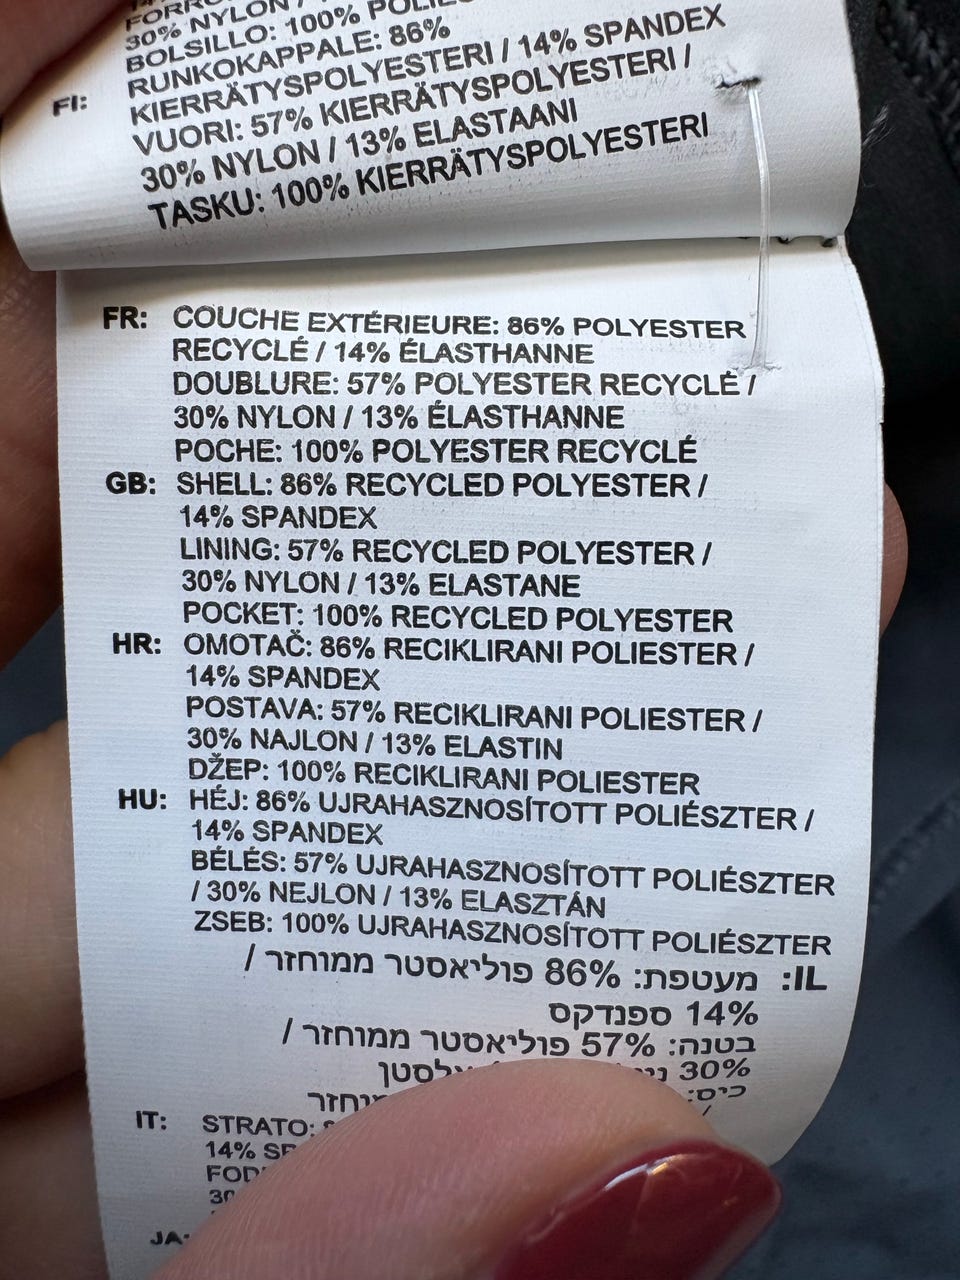 30% NYLON /
BOLSILLO: 100%
RUNKOKAPPALE: 86%
FI: KIERRÄTYSPOLYESTERI / 14% SPANDEX
VUORI: 57% KIERRÄTYSPOLYESTERI /
30% NYLON / 13% ELASTAANI
TASKU: 100% KIERRÄTYSPOLYESTERI
FR: COUCHE EXTÉRIEURE: 86% POLYESTER
RECYCLÉ / 14% ÉLASTHANNE
DOUBLURE: 57% POLYESTER RECYCLÉ /
30% NYLON / 13% ÉLASTHANNE
POCHE: 100% POLYESTER RECYCLÉ
GB: SHELL: 86% RECYCLED POLYESTER /
14% SPANDEX
LINING: 57% RECYCLED POLYESTER /
30% NYLON / 13% ELASTANE
POCKET: 100% RECYCLED POLYESTER
HR: OMOTAČ: 86% RECIKLIRANI POLIESTER /
14% SPANDEX
POSTAVA: 57% RECIKLIRANI POLIESTER /
30% NAJLON / 13% ELASTIN
DŽEP: 100% RECIKLIRANI POLIESTER
HU: HÉJ: 86% UJRAHASZNOSÍTOTT POLIÉSZTER /
14% SPANDEX
BÉLÉS: 57% UJRAHASZNOSÍTOTT POLIÉSZTER
/ 30% NEJLON / 13% ELASZTÁN
ZSEB: 100% UJRAHASZNOSÍTOTT POLIÉSZTER
IL: מעטפת: 86% פוליאסטר ממוחזר /
14% ספנדקס
בטנה: 57% פוליאסטר ממוחזר /
30%
כיס:
IT: STRATO:
14%
JA: